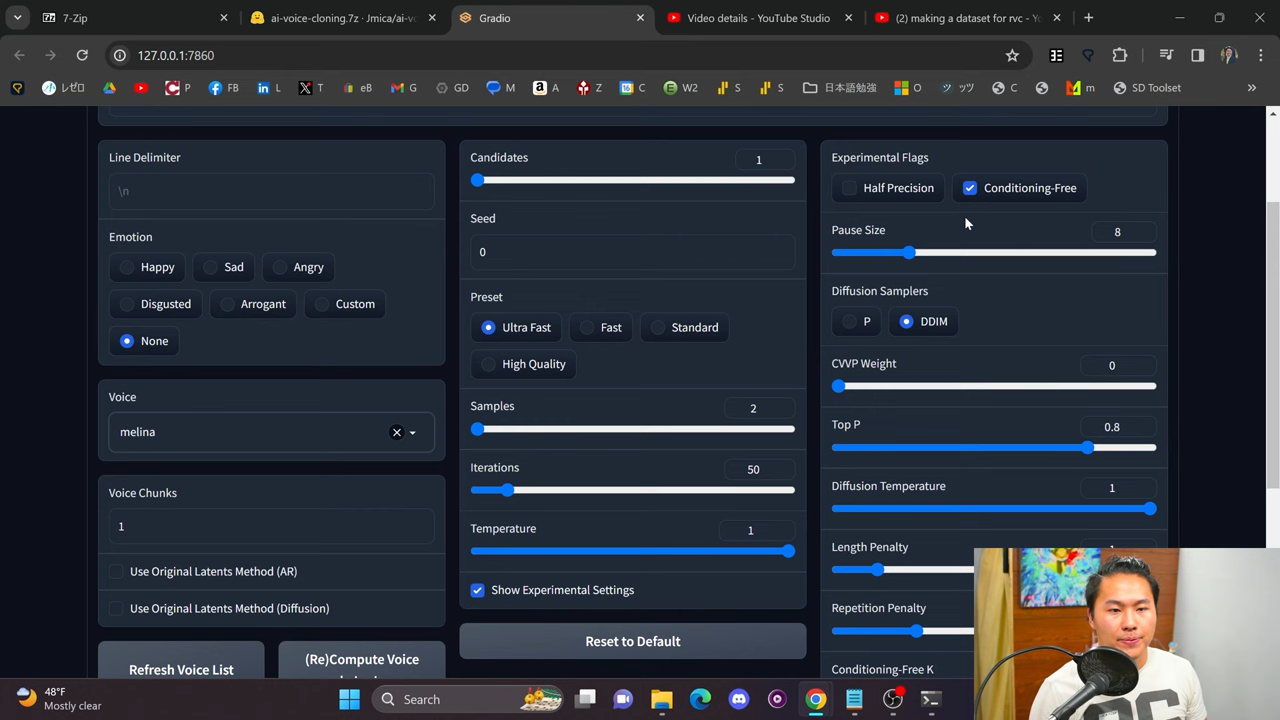 7-Zip
ai-voice-cloning.7z · Jmica/ai-vo
Gradio
Video details - YouTube Studio
(2) making a dataset for rvc - Yo
127.0.0.1:7860
レゼロ
P
FB
L
T
eB
G
GD
M
A
Z
C
W2
S
S
日本語勉強
O
ッツ
C
m
SD Toolset
Line Delimiter
\n
Emotion
Happy
Sad
Angry
Disgusted
Arrogant
Custom
None
Voice
melina
Voice Chunks
1
Use Original Latents Method (AR)
Use Original Latents Method (Diffusion)
Refresh Voice List
(Re)Compute Voice
Candidates
1
Seed
0
Preset
Ultra Fast
Fast
Standard
High Quality
Samples
2
Iterations
50
Temperature
1
Show Experimental Settings
Reset to Default
Experimental Flags
Half Precision
Conditioning-Free
Pause Size
8
Diffusion Samplers
P
DDIM
CVVP Weight
0
Top P
0.8
Diffusion Temperature
1
Length Penalty
Repetition Penalty
Conditioning-Free K
48°F
Mostly clear
Search